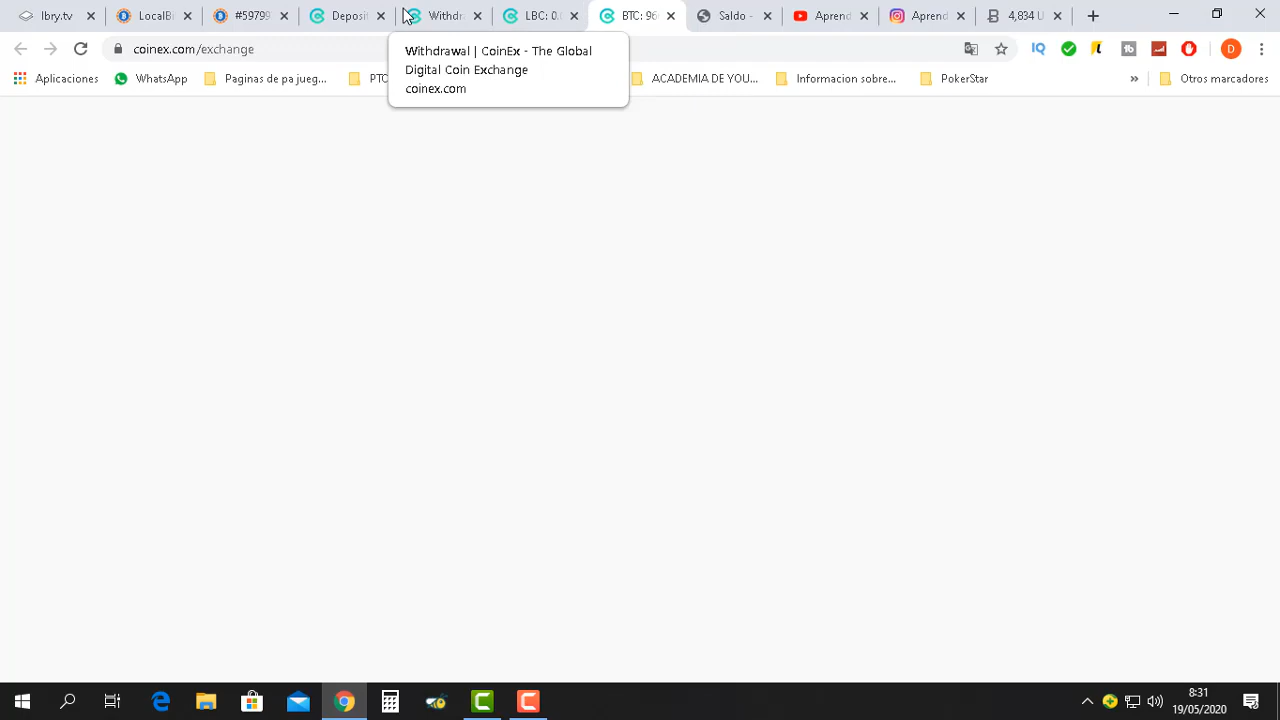 lbry.tv
LocalB
#59799
Deposi
Withdr
LBC: 0.
BTC: 96
Saldo
Aprend
Aprend
4,834
coinex.com/exchange
Withdrawal | CoinEx - The Global
Digital Coin Exchange
coinex.com
IQ
D
Aplicaciones
WhatsApp
Paginas de pa jueg...
PTC
ACADEMIA DE YOU...
Informacion sobre...
PokerStar
»
Otros marcadores
8:31
19/05/2020